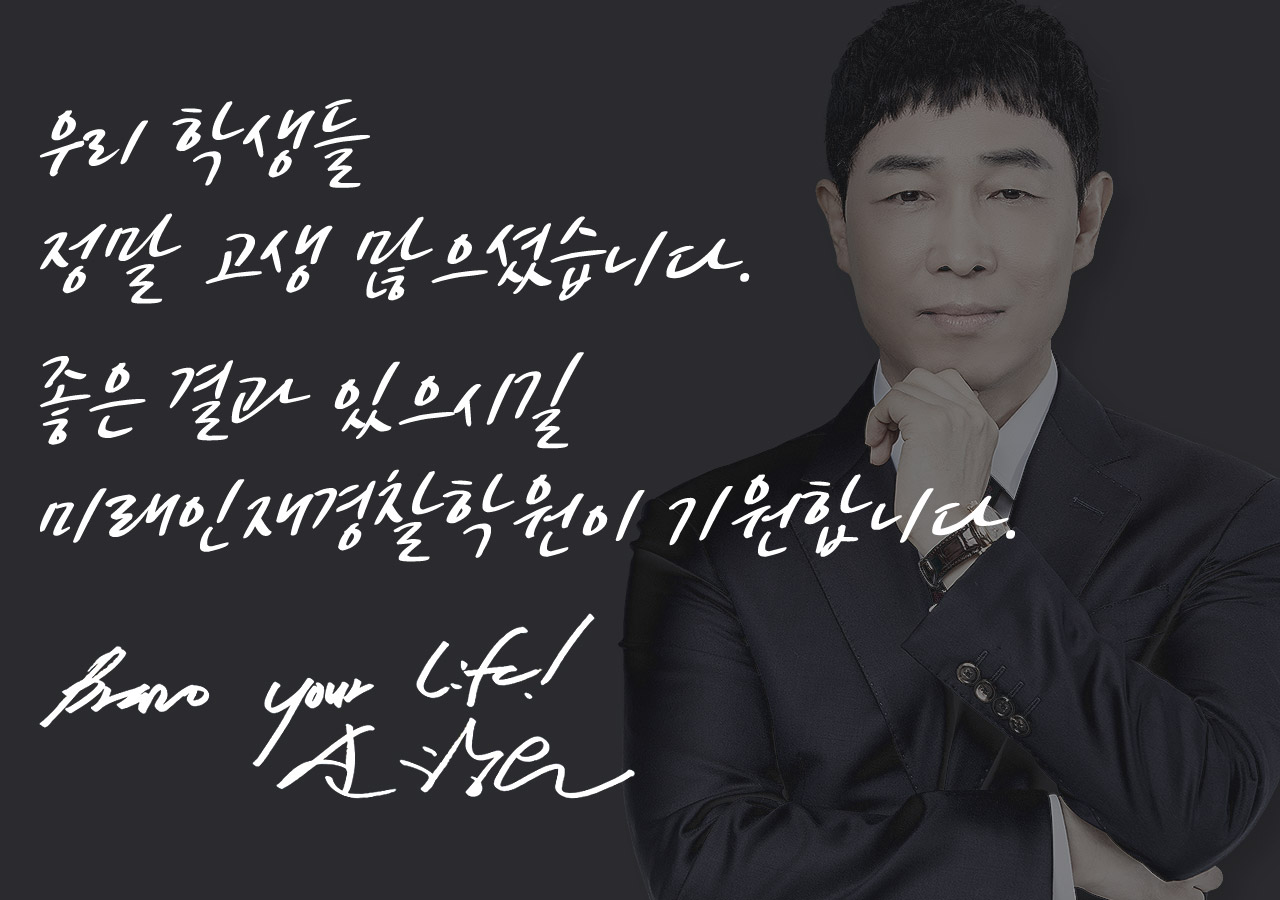 우리 학생들
정말 고생 많으셨습니다.
좋은 결과 있으시길
미래인재경찰학원이 기원합니다.
Bravo your Life!